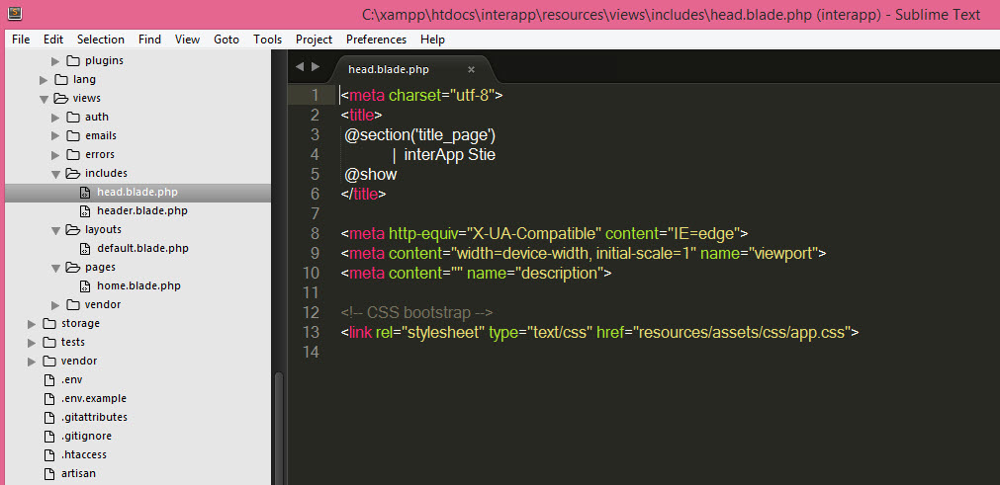 C:\xampp\htdocs\interapp\resources\views\includes\head.blade.php (interapp) - Sublime Text
File Edit Selection Find View Goto Tools Project Preferences Help
plugins
lang
views
auth
emails
errors
includes
head.blade.php
header.blade.php
layouts
default.blade.php
pages
home.blade.php
vendor
storage
tests
vendor
.env
.env.example
.gitattributes
.gitignore
.htaccess
artisan
head.blade.php ×
1 <meta charset="utf-8">
2 <title>
3 @section('title_page')
4 | interApp Stie
5 @show
6 </title>
7
8 <meta http-equiv="X-UA-Compatible" content="IE=edge">
9 <meta content="width=device-width, initial-scale=1" name="viewport">
10 <meta content="" name="description">
11
12 <!-- CSS bootstrap -->
13 <link rel="stylesheet" type="text/css" href="resources/assets/css/app.css">
14